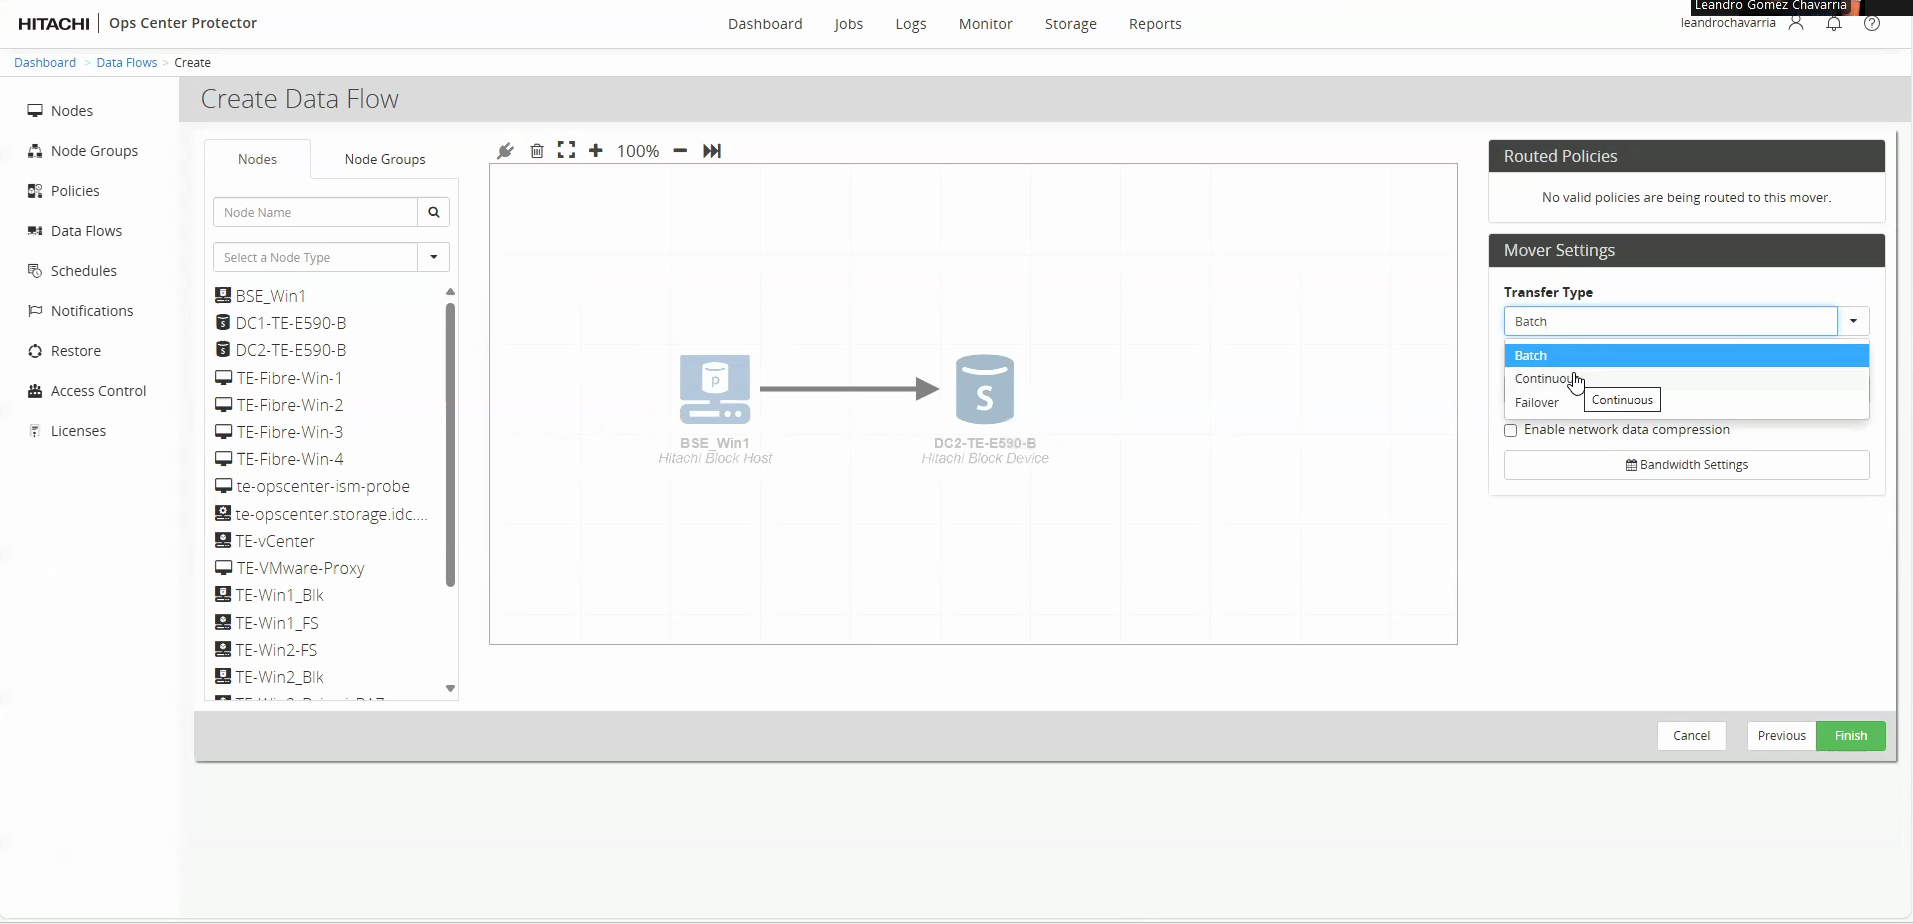 Leandro Gomez Chavarria
HITACHI Ops Center Protector
Dashboard Jobs Logs Monitor Storage Reports
leandrochavarria
Dashboard > Data Flows > Create
Nodes
Node Groups
Policies
Data Flows
Schedules
Notifications
Restore
Access Control
Licenses
Create Data Flow
Nodes Node Groups
Node Name
Select a Node Type
BSE_Win1
DC1-TE-E590-B
DC2-TE-E590-B
TE-Fibre-Win-1
TE-Fibre-Win-2
TE-Fibre-Win-3
TE-Fibre-Win-4
te-opscenter-ism-probe
te-opscenter.storage.idc....
TE-vCenter
TE-VMware-Proxy
TE-Win1_Blk
TE-Win1_FS
TE-Win2-FS
TE-Win2_Blk
100%
p
S
BSE_Win1
Hitachi Block Host
DC2-TE-E590-B
Hitachi Block Device
Routed Policies
No valid policies are being routed to this mover.
Mover Settings
Transfer Type
Batch
Batch
Continuou
Continuous
Failover
Enable network data compression
Bandwidth Settings
Cancel Previous Finish